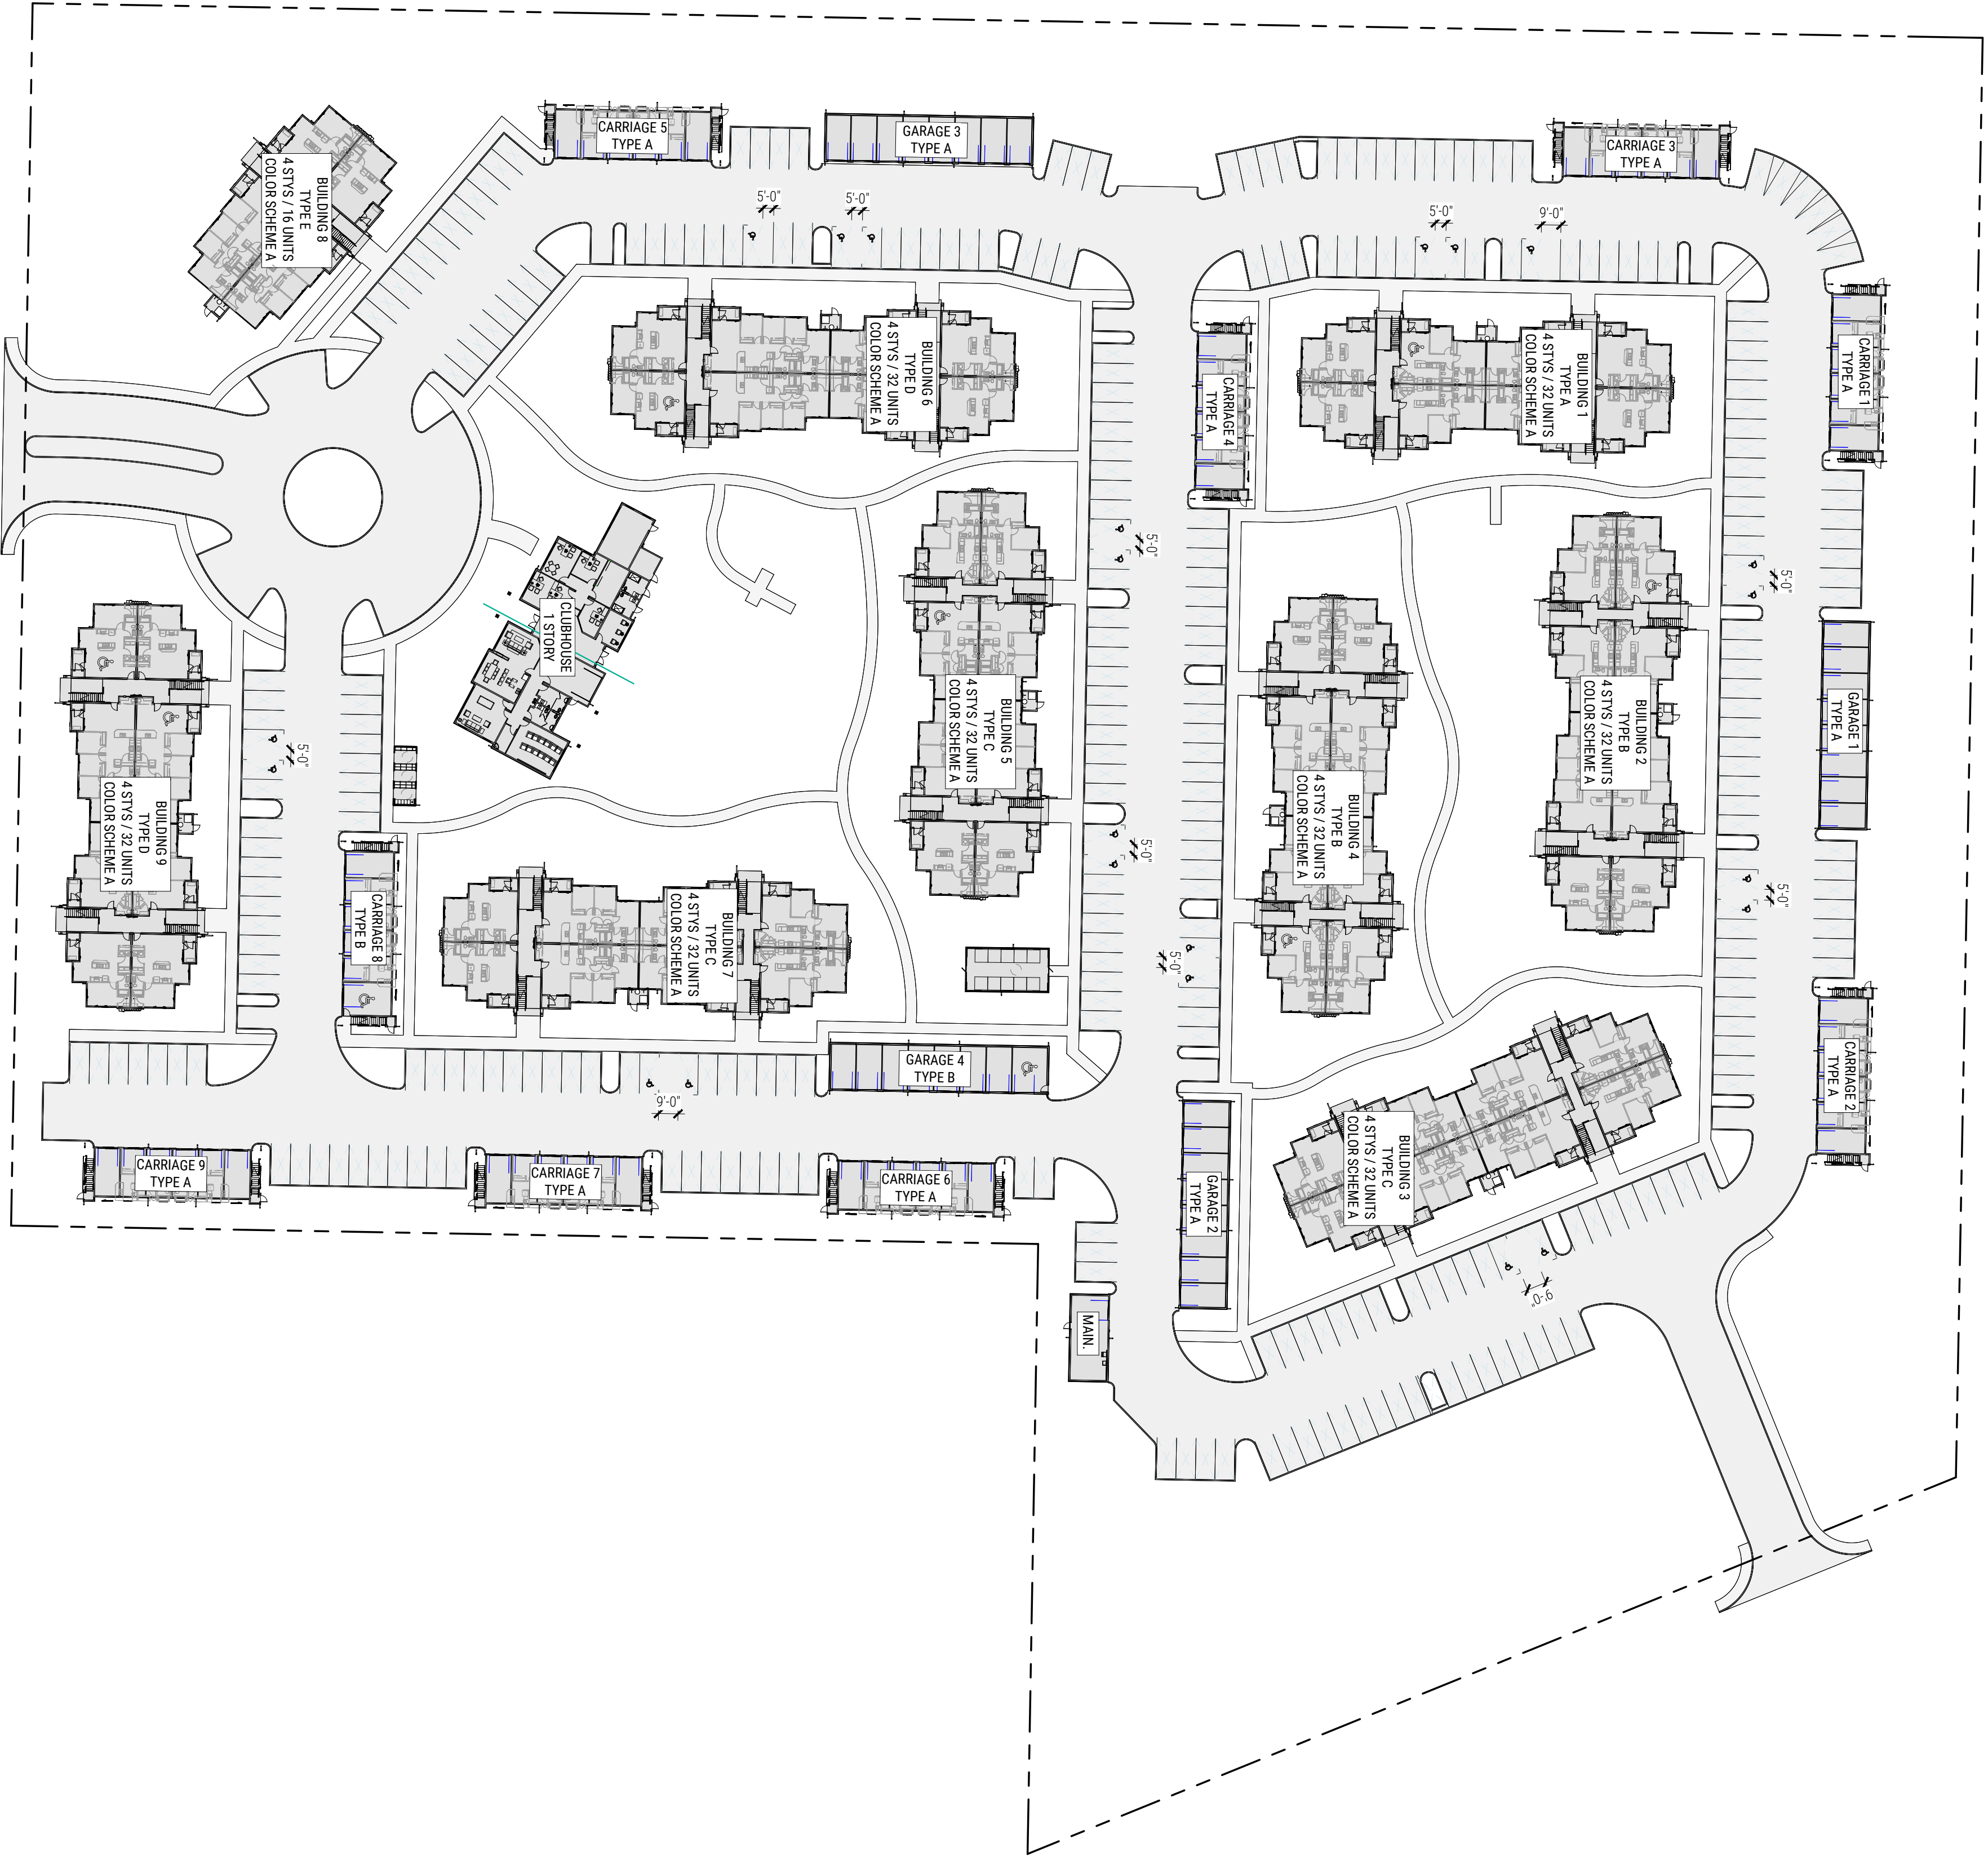 CARRIAGE 5
TYPE A
GARAGE 3
TYPE A
CARRIAGE 3
TYPE A
BUILDING 8
TYPE E
4 STYS / 16 UNITS
COLOR SCHEME A
5'-0"
5'-0"
5'-0"
9'-0"
BUILDING 6
TYPE D
4 STYS / 32 UNITS
COLOR SCHEME A
CARRIAGE 4
TYPE A
BUILDING 1
TYPE A
4 STYS / 32 UNITS
COLOR SCHEME A
CARRIAGE 1
TYPE A
5'-0"
5'-0"
CLUBHOUSE
1 STORY
BUILDING 5
TYPE C
4 STYS / 32 UNITS
COLOR SCHEME A
BUILDING 2
TYPE B
4 STYS / 32 UNITS
COLOR SCHEME A
GARAGE 1
TYPE A
5'-0"
BUILDING 9
TYPE D
4 STYS / 32 UNITS
COLOR SCHEME A
BUILDING 4
TYPE B
4 STYS / 32 UNITS
COLOR SCHEME A
5'-0"
5'-0"
CARRIAGE 8
TYPE B
BUILDING 7
TYPE C
4 STYS / 32 UNITS
COLOR SCHEME A
5'-0"
GARAGE 4
TYPE B
CARRIAGE 2
TYPE A
9'-0"
CARRIAGE 9
TYPE A
CARRIAGE 7
TYPE A
CARRIAGE 6
TYPE A
GARAGE 2
TYPE A
BUILDING 3
TYPE C
4 STYS / 32 UNITS
COLOR SCHEME A
9'-0"
MAIN.